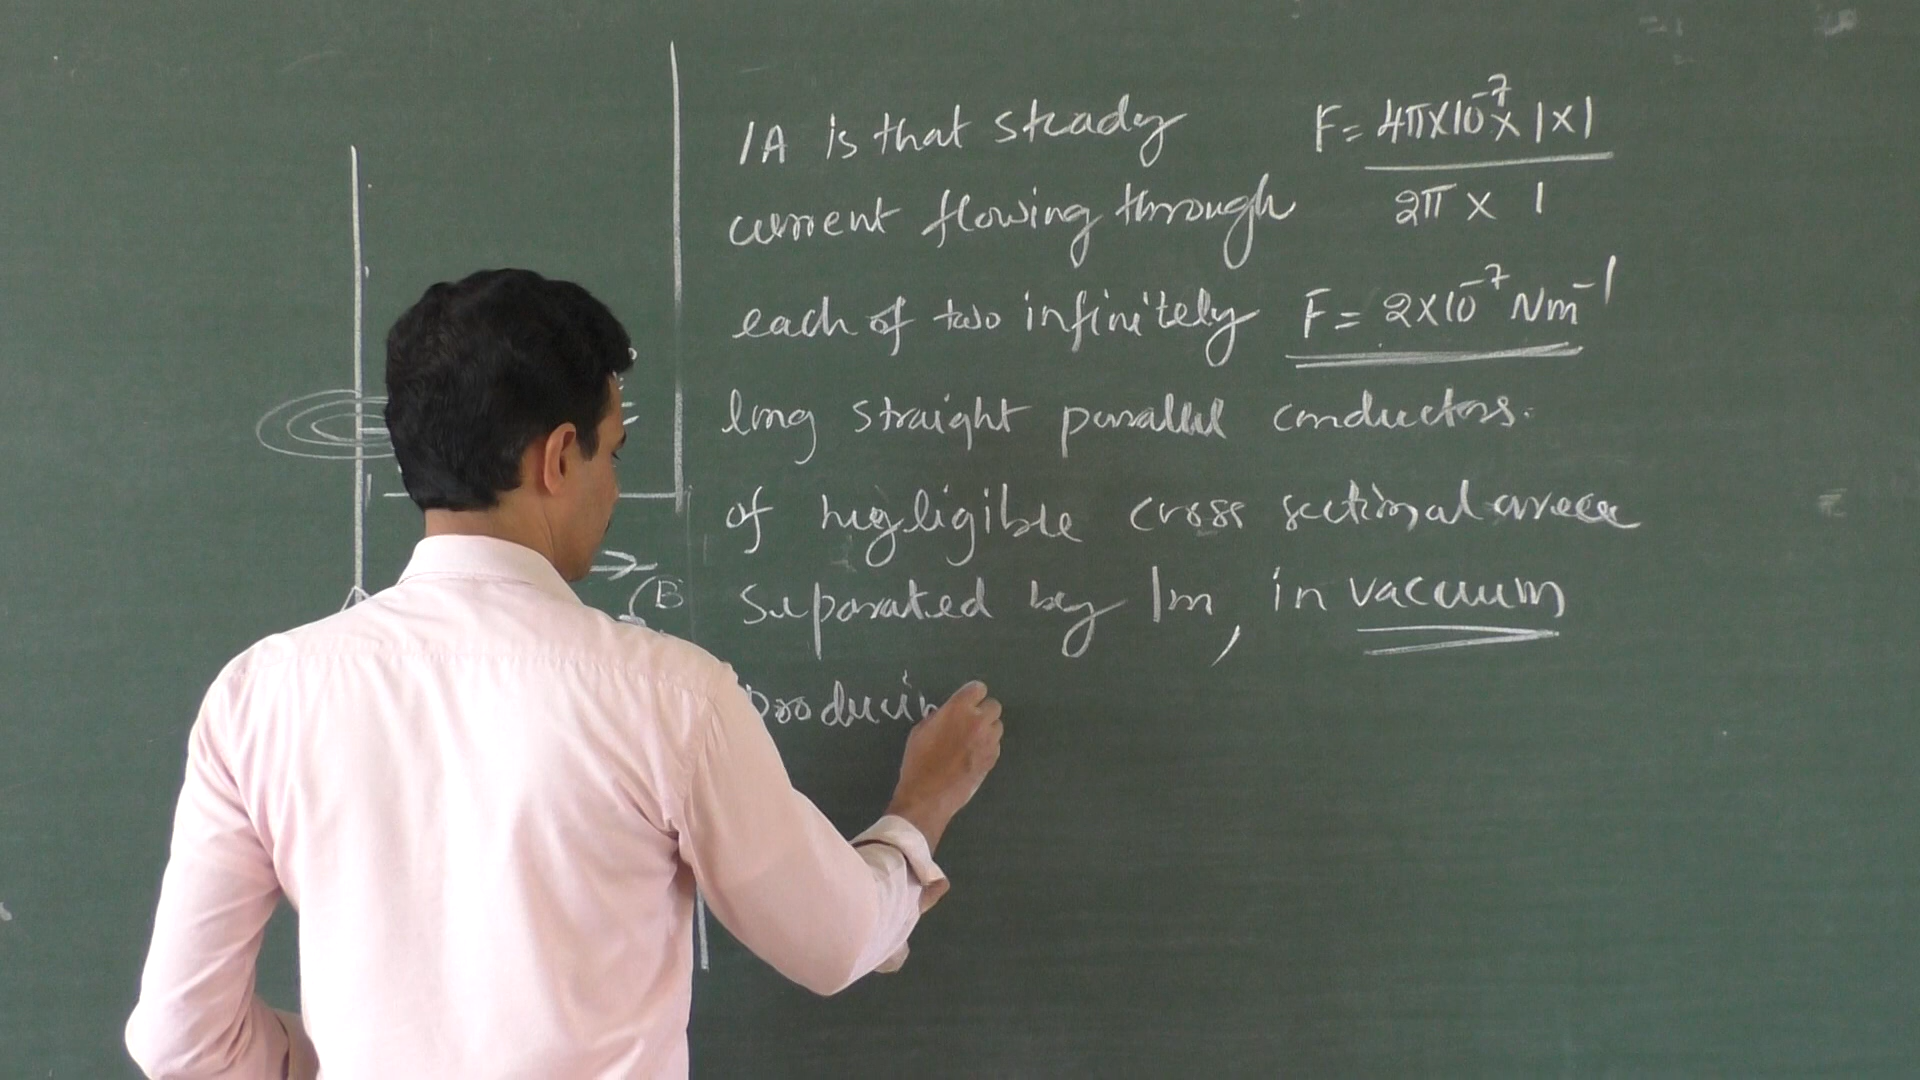 1A is that steady
current flowing through
each of two infinitely
long straight parallel conductors.
of negligible cross sectional area
separated by 1m, in vacuum
producin
F = 4π×10⁻⁷ × 1×1
2π × 1
F = 2×10⁻⁷ Nm⁻¹
B